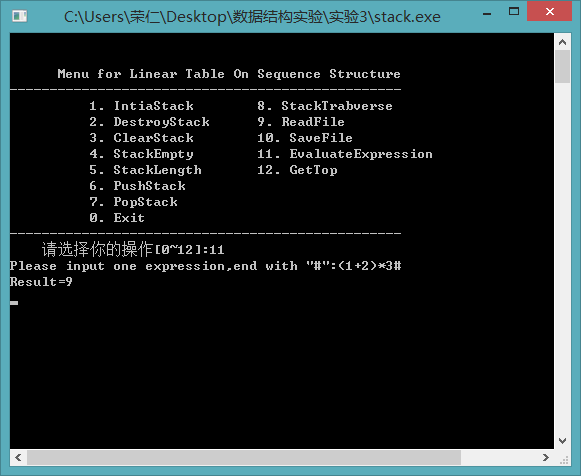 C:\Users\荣仁\Desktop\数据结构实验\实验3\stack.exe
Menu for Linear Table On Sequence Structure
-------------------------------------------------
1. IntiaStack 8. StackTrabverse
2. DestroyStack 9. ReadFile
3. ClearStack 10. SaveFile
4. StackEmpty 11. EvaluateExpression
5. StackLength 12. GetTop
6. PushStack
7. PopStack
0. Exit
-------------------------------------------------
请选择你的操作[0~12]:11
Please input one expression,end with "#":(1+2)*3#
Result=9